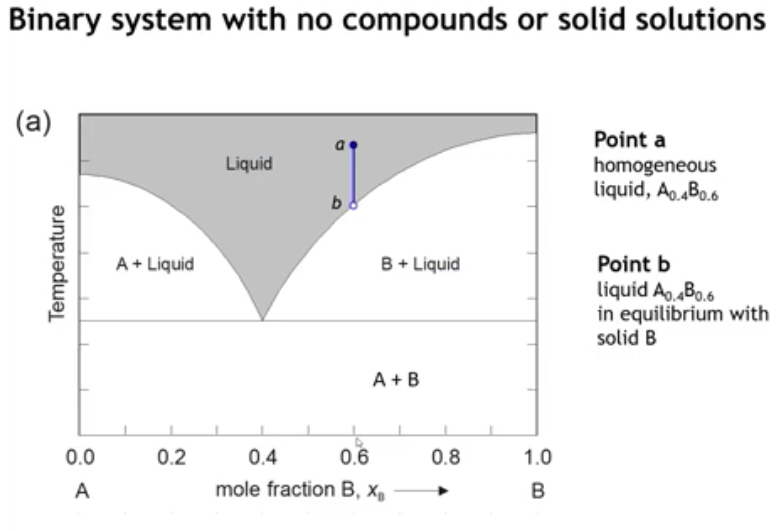 Binary system with no compounds or solid solutions
(a)
a
Liquid
b
A + Liquid
B + Liquid
A + B
Temperature
0.0 0.2 0.4 0.6 0.8 1.0
A mole fraction B, x_B B
Point a
homogeneous
liquid, A₀.₄B₀.₆
Point b
liquid A₀.₄B₀.₆
in equilibrium with
solid B